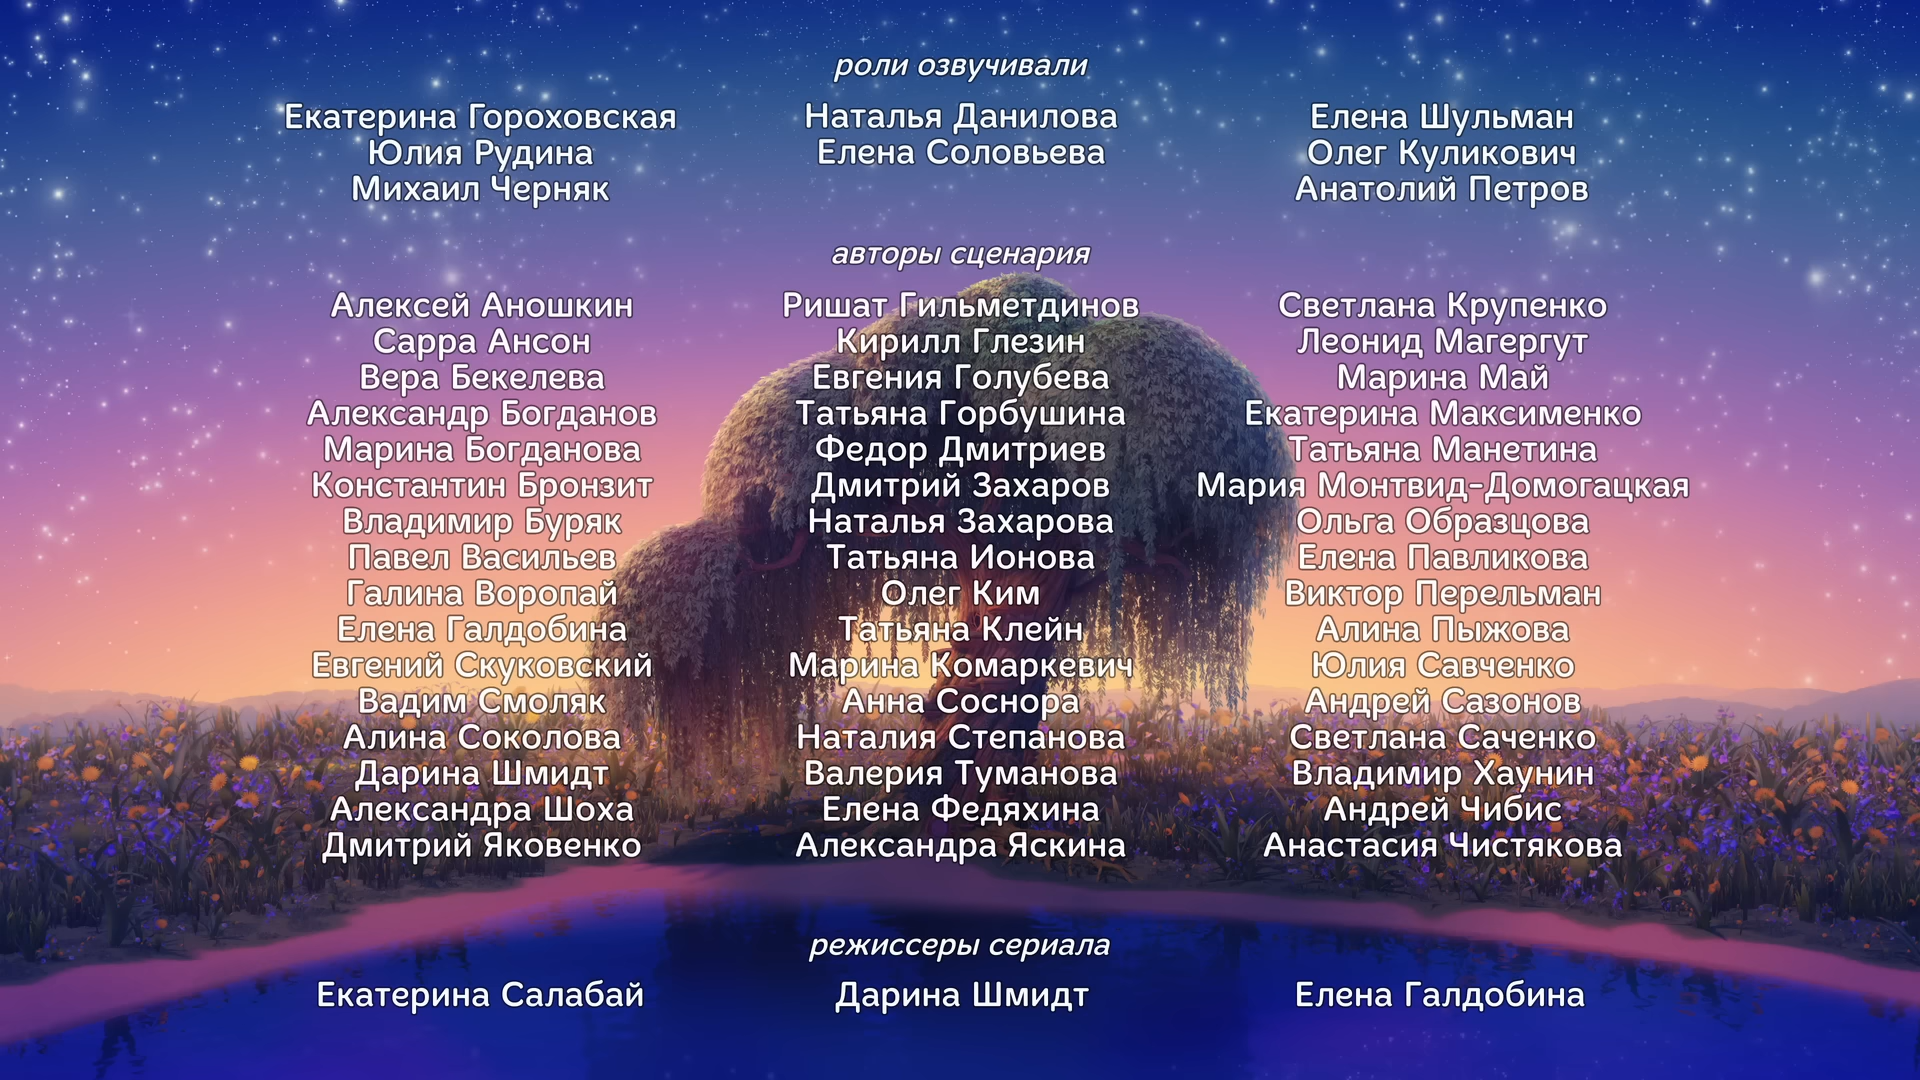 роли озвучивали
Екатерина Гороховская
Юлия Рудина
Михаил Черняк
Наталья Данилова
Елена Соловьева
Елена Шульман
Олег Куликович
Анатолий Петров
авторы сценария
Алексей Аношкин
Сарра Ансон
Вера Бекелева
Александр Богданов
Марина Богданова
Константин Бронзит
Владимир Буряк
Павел Васильев
Галина Воропай
Елена Галдобина
Евгений Скуковский
Вадим Смоляк
Алина Соколова
Дарина Шмидт
Александра Шоха
Дмитрий Яковенко
Ришат Гильметдинов
Кирилл Глезин
Евгения Голубева
Татьяна Горбушина
Федор Дмитриев
Дмитрий Захаров
Наталья Захарова
Татьяна Ионова
Олег Ким
Татьяна Клейн
Марина Комаркевич
Анна Соснора
Наталия Степанова
Валерия Туманова
Елена Федяхина
Александра Яскина
Светлана Крупенко
Леонид Магергут
Марина Май
Екатерина Максименко
Татьяна Манетина
Мария Монтвид-Домогацкая
Ольга Образцова
Елена Павликова
Виктор Перельман
Алина Пыжова
Юлия Савченко
Андрей Сазонов
Светлана Саченко
Владимир Хаунин
Андрей Чибис
Анастасия Чистякова
режиссеры сериала
Екатерина Салабай
Дарина Шмидт
Елена Галдобина